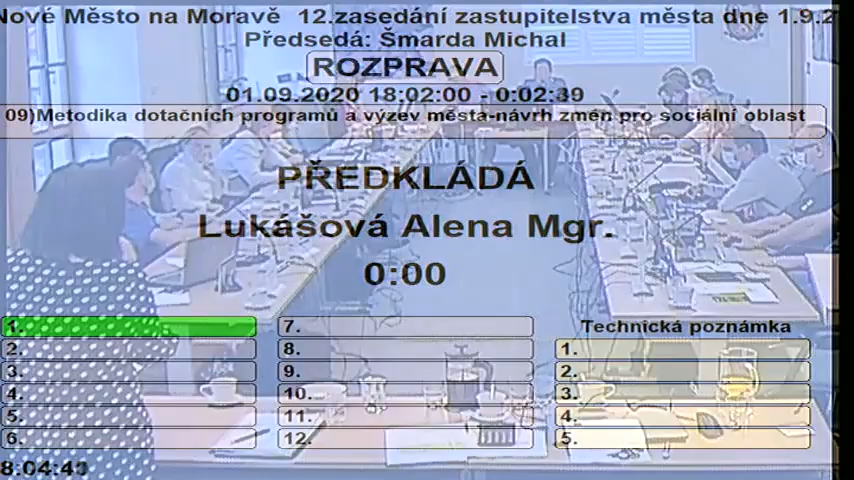 Nové Město na Moravě 12.zasedání zastupitelstva města dne 1.9.2
Předsedá: Šmarda Michal
ROZPRAVA
01.09.2020 18:02:00 - 0:02:39
09)Metodika dotačních programů a výzev města-návrh změn pro sociální oblast
PŘEDKLÁDÁ
Lukášová Alena Mgr.
0:00
1.
2.
3.
4.
5.
6.
7.
8.
9.
10.
11.
12.
Technická poznámka
1.
2.
3.
4.
5.
8:04:43